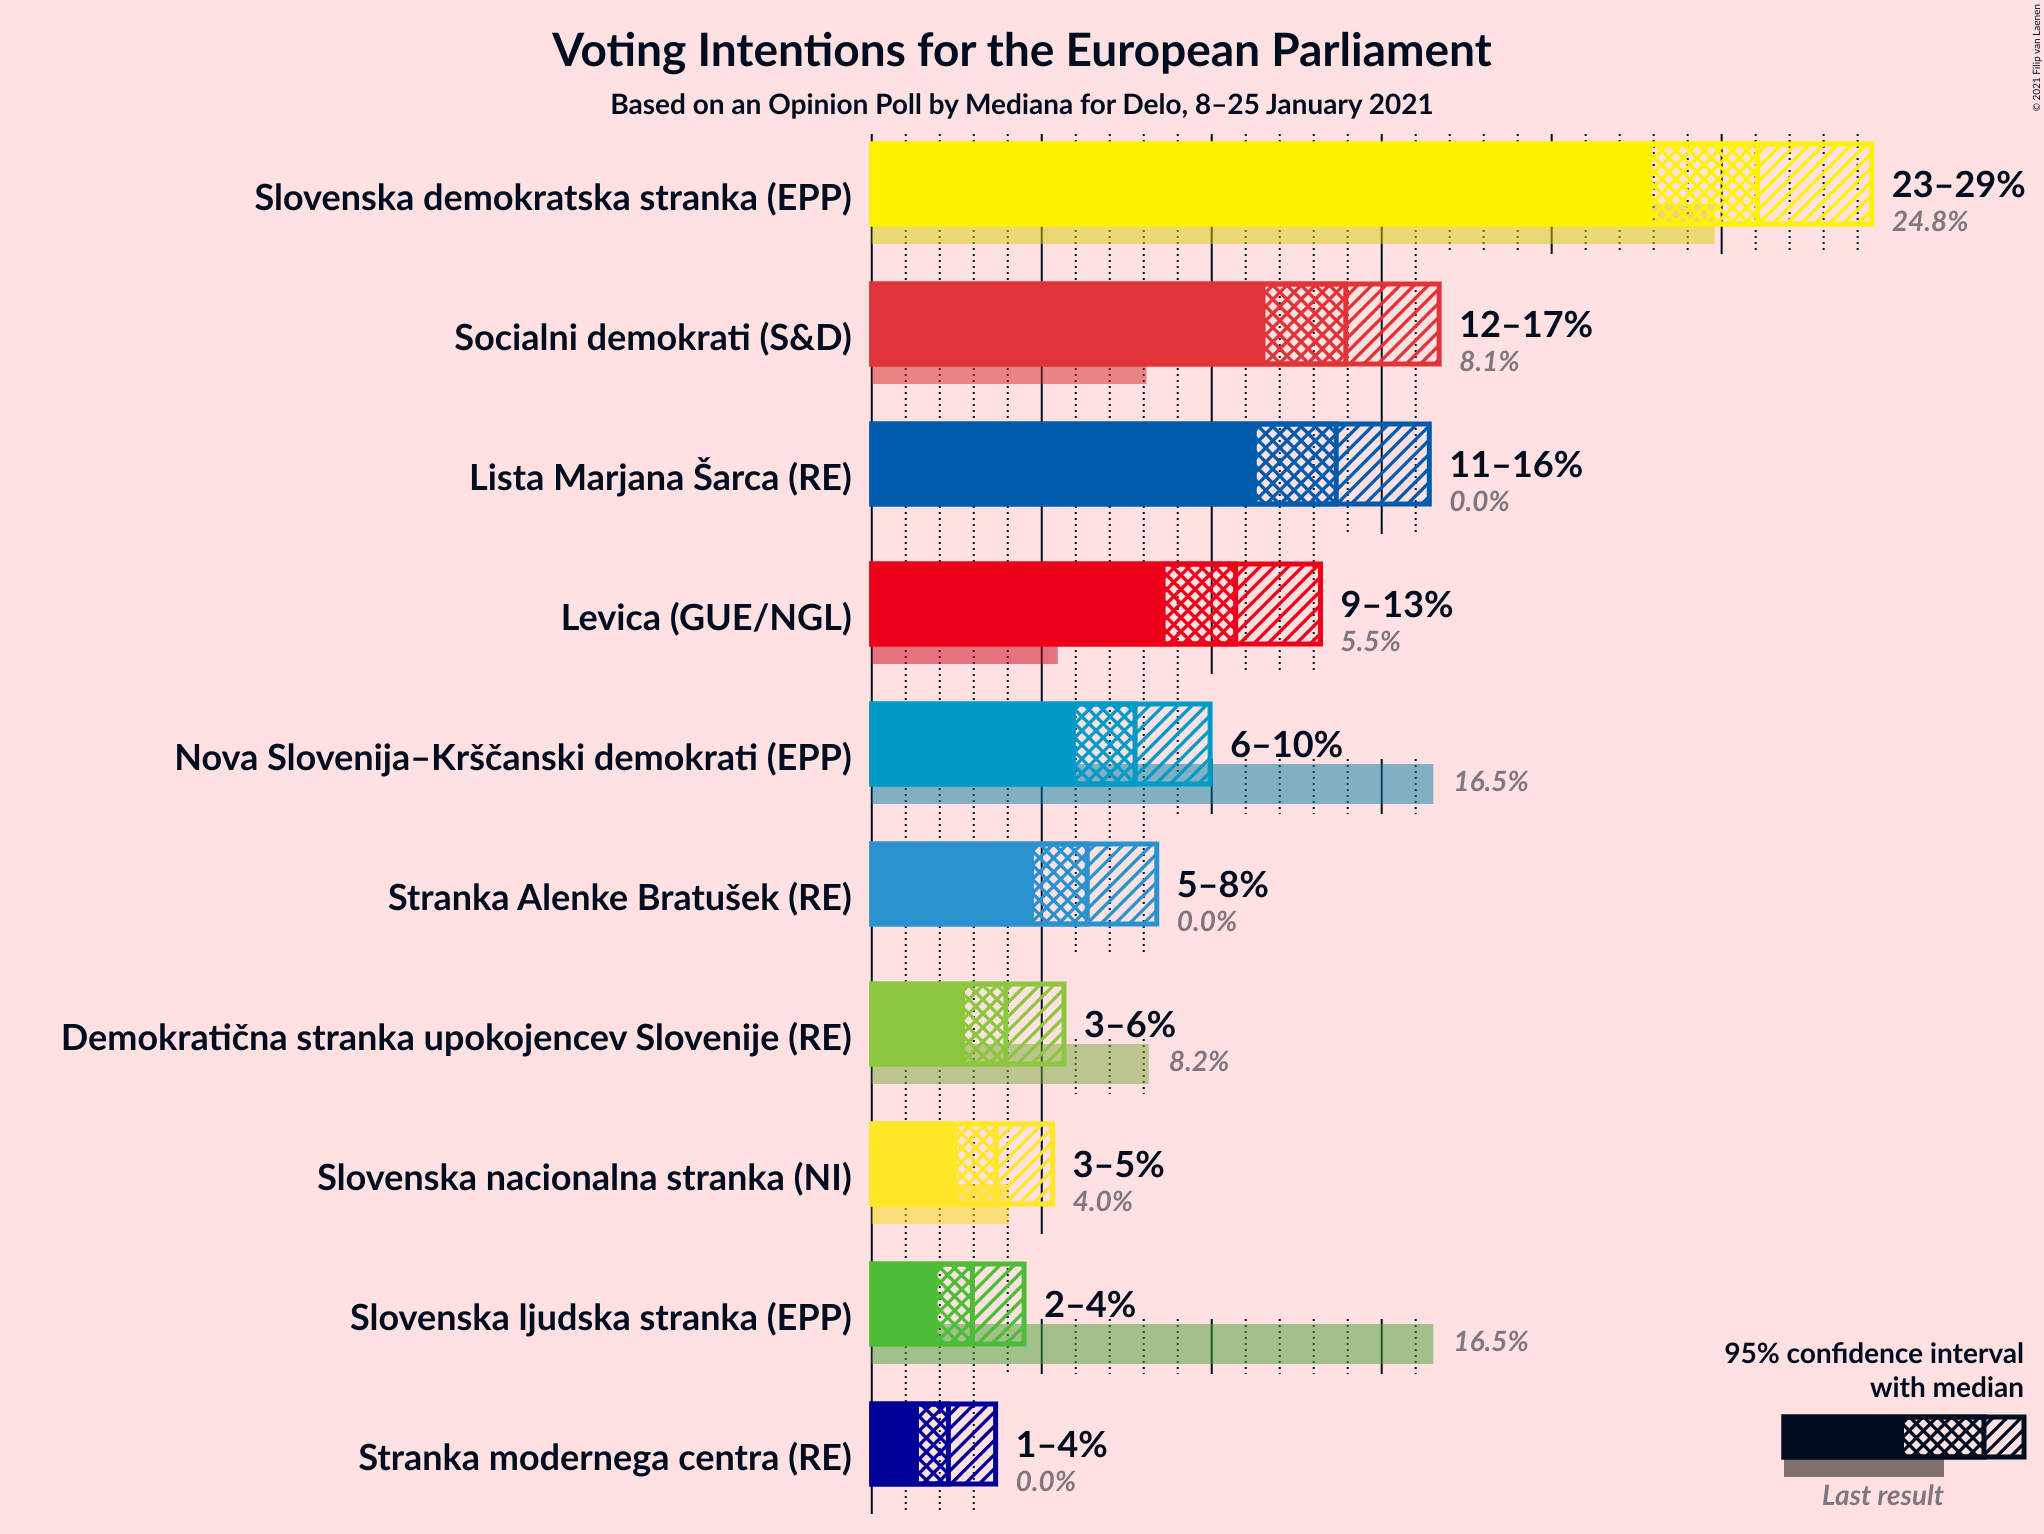 Voting Intentions for the European Parliament
Based on an Opinion Poll by Mediana for Delo, 8–25 January 2021
© 2021 Filip van Laenen
Slovenska demokratska stranka (EPP)
23–29%
24.8%
Socialni demokrati (S&D)
12–17%
8.1%
Lista Marjana Šarca (RE)
11–16%
0.0%
Levica (GUE/NGL)
9–13%
5.5%
Nova Slovenija–Krščanski demokrati (EPP)
6–10%
16.5%
Stranka Alenke Bratušek (RE)
5–8%
0.0%
Demokratična stranka upokojencev Slovenije (RE)
3–6%
8.2%
Slovenska nacionalna stranka (NI)
3–5%
4.0%
Slovenska ljudska stranka (EPP)
2–4%
16.5%
Stranka modernega centra (RE)
1–4%
0.0%
95% confidence interval
with median
Last result